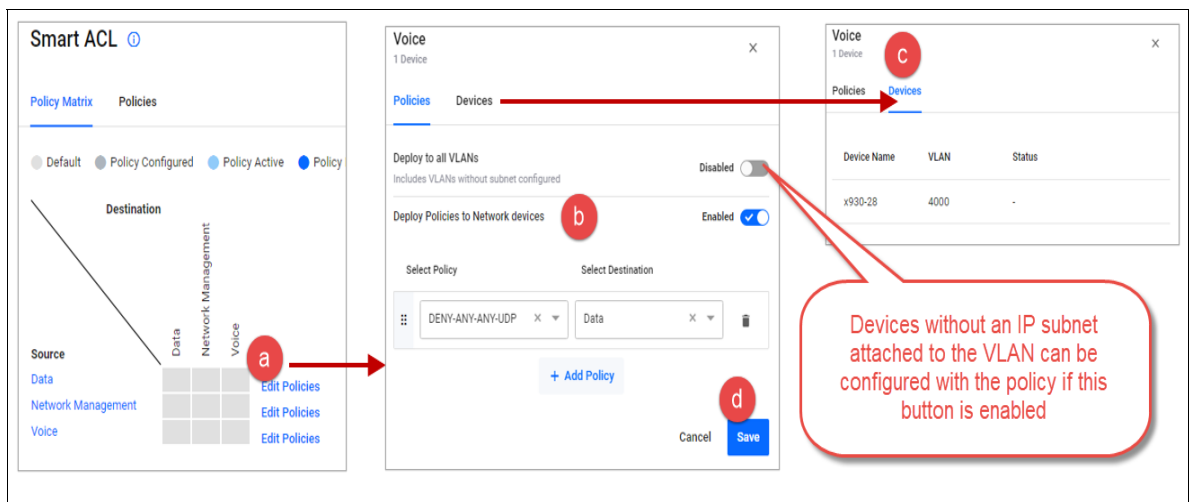 Smart ACL
Policy Matrix Policies
Default Policy Configured Policy Active Policy
Destination
Data
Network Management
Voice
Source
a
Data Edit Policies
Network Management Edit Policies
Voice Edit Policies
Voice
1 Device
X
Policies Devices
Deploy to all VLANs
Includes VLANs without subnet configured
Disabled
Deploy Policies to Network devices
b
Enabled
Select Policy Select Destination
DENY-ANY-ANY-UDP Data
+ Add Policy
d
Cancel Save
Voice
1 Device
c
X
Policies Devices
Device Name VLAN Status
x930-28 4000 -
Devices without an IP subnet
attached to the VLAN can be
configured with the policy if this
button is enabled